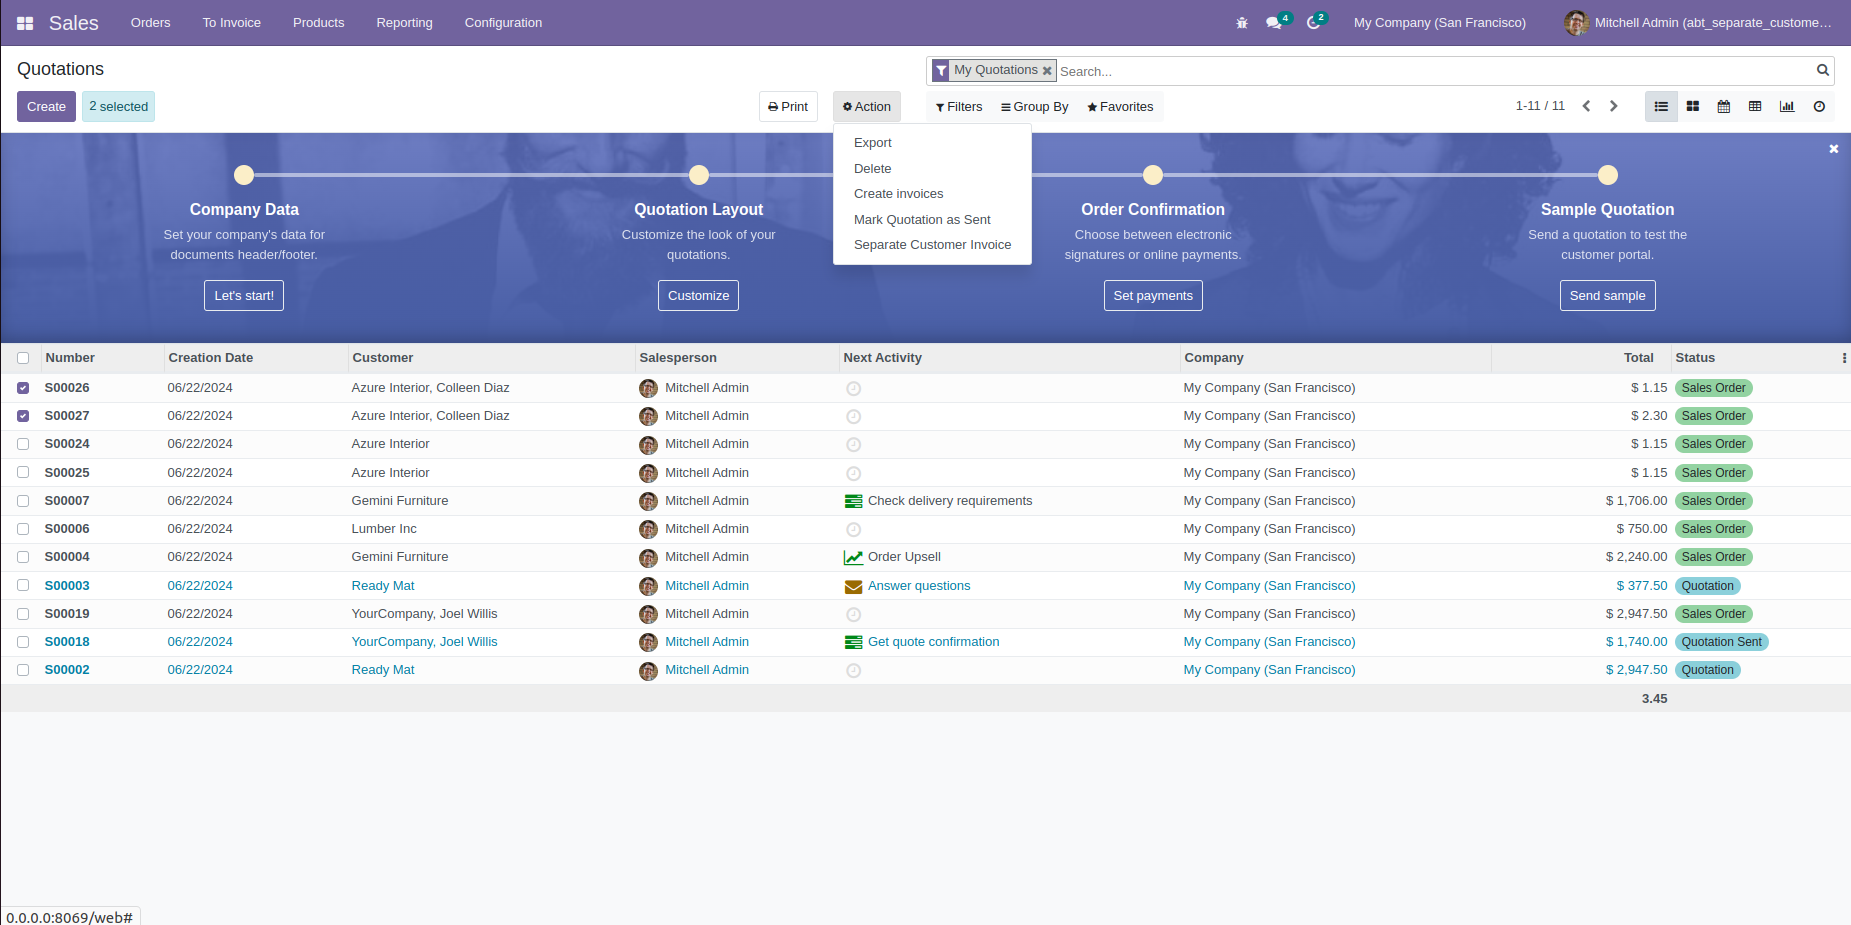 Sales Orders To Invoice Products Reporting Configuration 4 2 My Company (San Francisco) Mitchell Admin (abt_separate_custome...
Quotations
My Quotations Search...
Create 2 selected Print Action Filters Group By Favorites 1-11 / 11
Export
Delete
Create invoices
Mark Quotation as Sent
Separate Customer Invoice
Company Data
Set your company's data for
documents header/footer.
Let's start!
Quotation Layout
Customize the look of your
quotations.
Customize
Order Confirmation
Choose between electronic
signatures or online payments.
Set payments
Sample Quotation
Send a quotation to test the
customer portal.
Send sample
Number Creation Date Customer Salesperson Next Activity Company Total Status
S00026 06/22/2024 Azure Interior, Colleen Diaz Mitchell Admin My Company (San Francisco) $ 1.15 Sales Order
S00027 06/22/2024 Azure Interior, Colleen Diaz Mitchell Admin My Company (San Francisco) $ 2.30 Sales Order
S00024 06/22/2024 Azure Interior Mitchell Admin My Company (San Francisco) $ 1.15 Sales Order
S00025 06/22/2024 Azure Interior Mitchell Admin My Company (San Francisco) $ 1.15 Sales Order
S00007 06/22/2024 Gemini Furniture Mitchell Admin Check delivery requirements My Company (San Francisco) $ 1,706.00 Sales Order
S00006 06/22/2024 Lumber Inc Mitchell Admin My Company (San Francisco) $ 750.00 Sales Order
S00004 06/22/2024 Gemini Furniture Mitchell Admin Order Upsell My Company (San Francisco) $ 2,240.00 Sales Order
S00003 06/22/2024 Ready Mat Mitchell Admin Answer questions My Company (San Francisco) $ 377.50 Quotation
S00019 06/22/2024 YourCompany, Joel Willis Mitchell Admin My Company (San Francisco) $ 2,947.50 Sales Order
S00018 06/22/2024 YourCompany, Joel Willis Mitchell Admin Get quote confirmation My Company (San Francisco) $ 1,740.00 Quotation Sent
S00002 06/22/2024 Ready Mat Mitchell Admin My Company (San Francisco) $ 2,947.50 Quotation
3.45
0.0.0.0:8069/web#